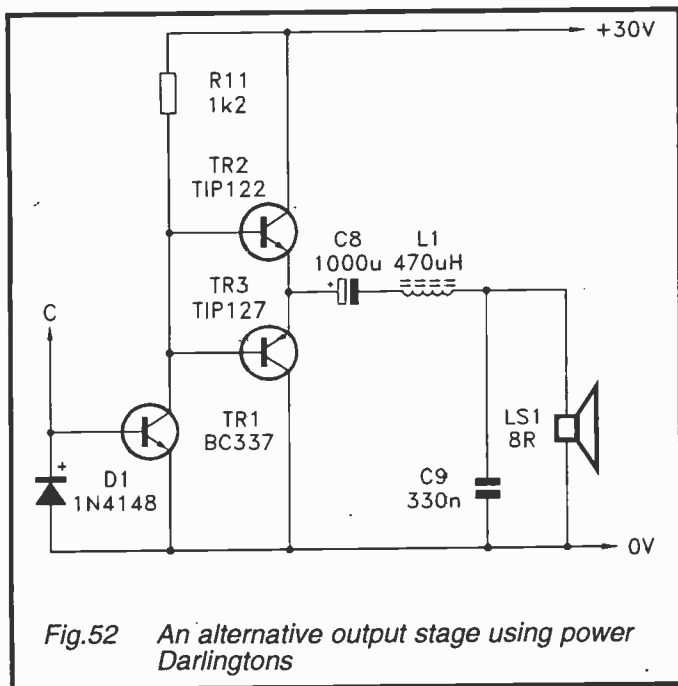 +30V
R11
1k2
TR2
TIP122
C8
1000u
L1
470uH
+
TR3
TIP127
C
TR1
BC337
LS1
8R
+
D1
1N4148
C9
330n
0V
Fig.52 An alternative output stage using power
Darlingtons